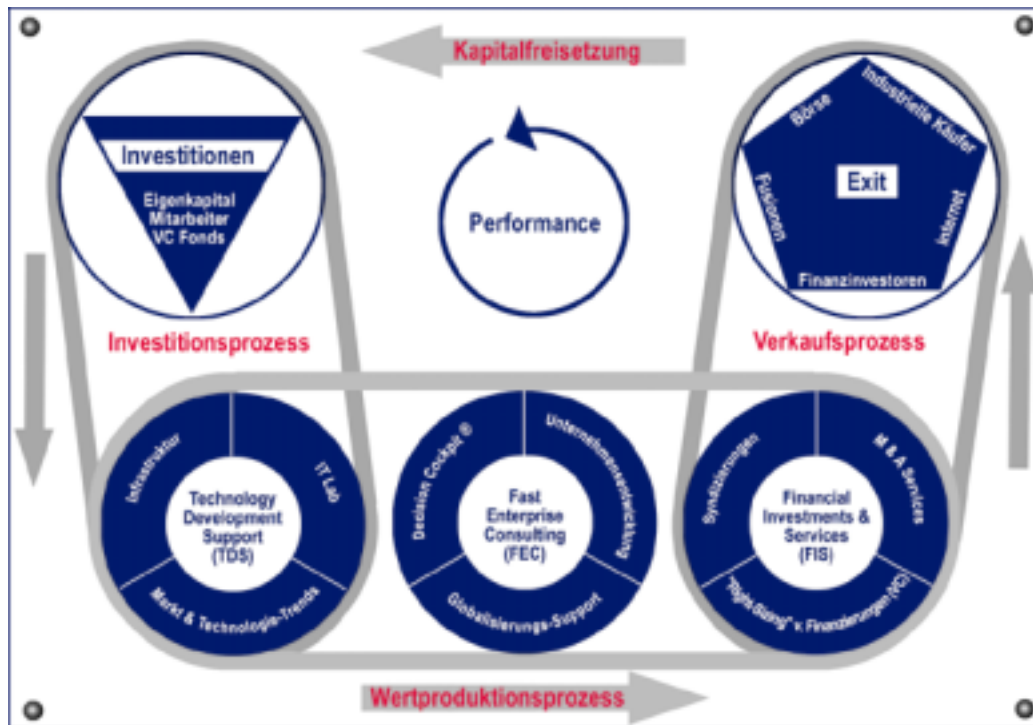 Kapitalfreisetzung
Investitionen
Eigenkapital
Mitarbeiter
VC Fonds
Performance
Börse
Industrielle Käufer
Exit
Fusionen
Internet
Finanzinvestoren
Investitionsprozess
Verkaufsprozess
Infrastruktur
IT Lab
Technology
Development
Support
(TDS)
Markt & Technologie-Trends
Decision Cockpit ®
Unternehmensentwicklung
Fast
Enterprise
Consulting
(FEC)
Globalisierungs-Support
Syndizierungen
M & A Services
Financial
Investments &
Services
(FIS)
"Right-Sizing" v. Finanzierungen (VC)
Wertproduktionsprozess